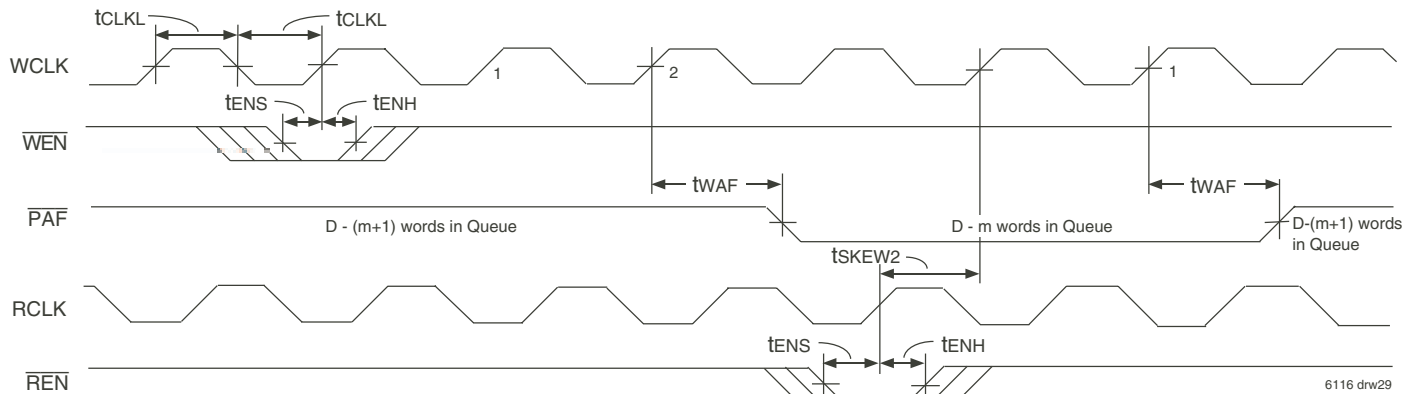 tCLKL tCLKL
WCLK 1 2 1
tENS tENH
WEN
tWAF tWAF
PAF
D - (m+1) words in Queue D - m words in Queue D-(m+1) words
in Queue
tSKEW2
RCLK
tENS tENH
REN
6116 drw29